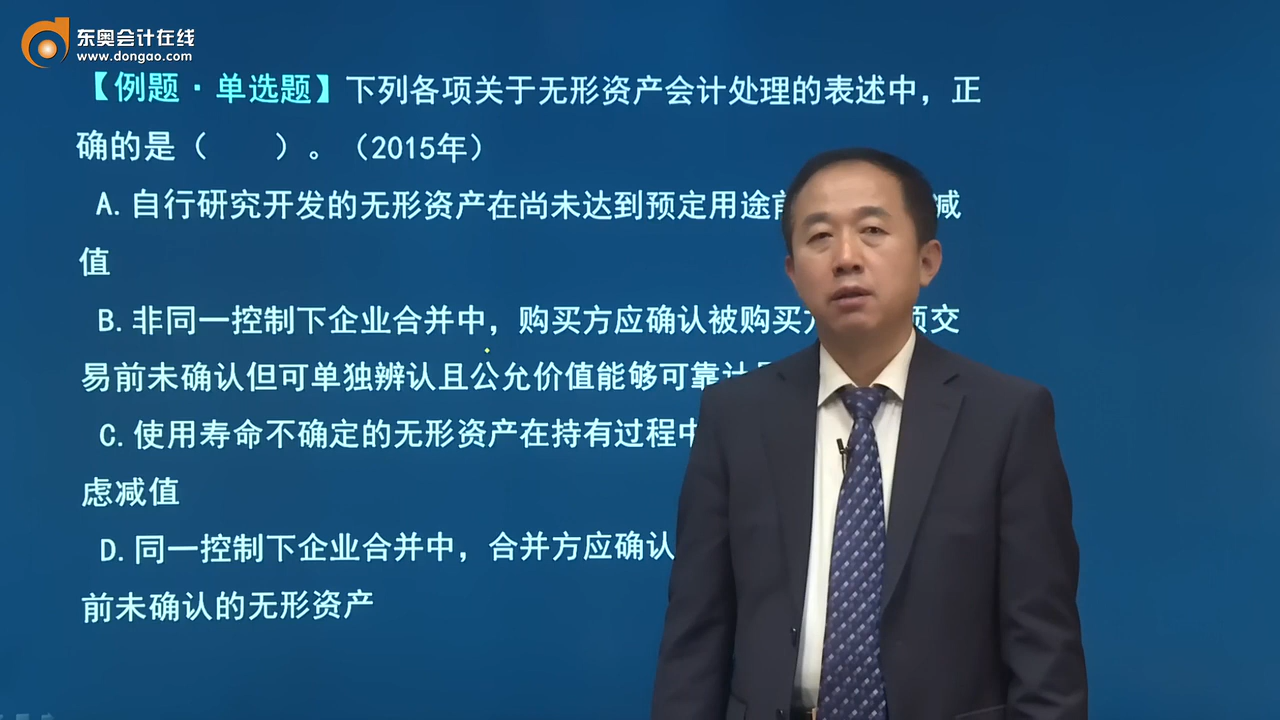 东奥会计在线
www.dongao.com
【例题·单选题】下列各项关于无形资产会计处理的表述中，正
确的是（　　）。（2015年）
A.自行研究开发的无形资产在尚未达到预定用途前 减
值
B.非同一控制下企业合并中，购买方应确认被购买方 交
易前未确认但可单独辨认且公允价值能够可靠计
C.使用寿命不确定的无形资产在持有过程中
虑减值
D.同一控制下企业合并中，合并方应确认
前未确认的无形资产